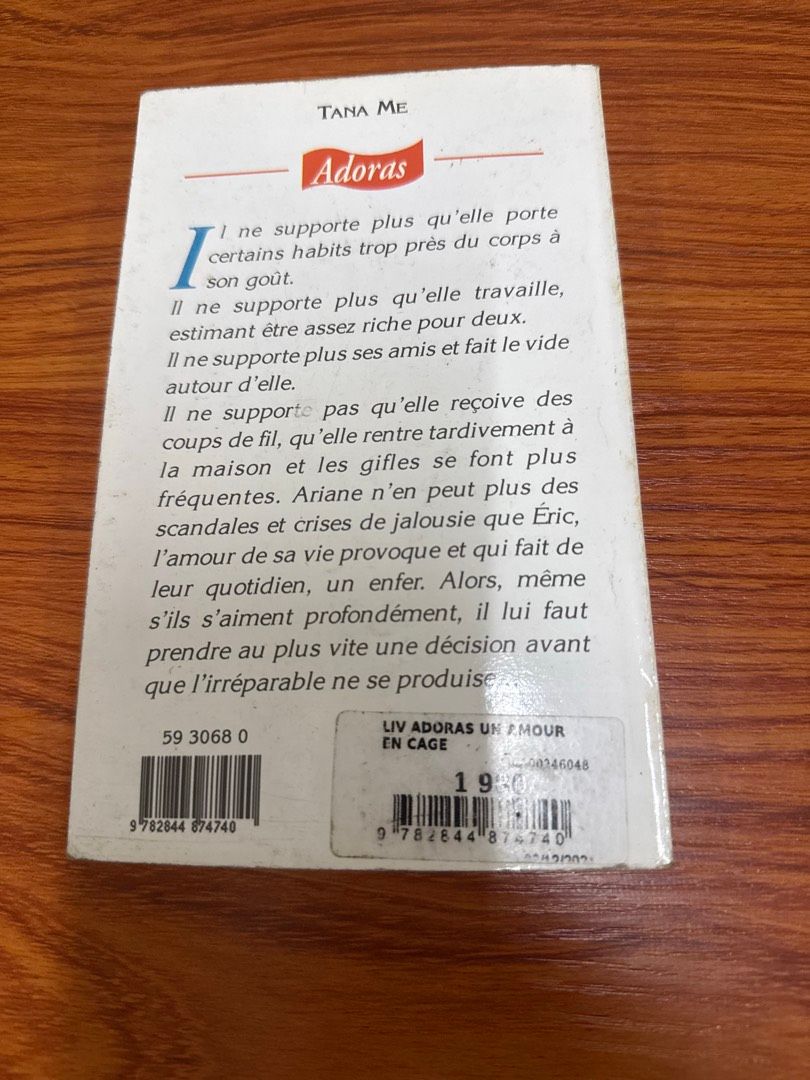 TANA ME
Adoras
Il ne supporte plus qu'elle porte
certains habits trop près du corps à
son goût.
Il ne supporte plus qu'elle travaille,
estimant être assez riche pour deux.
Il ne supporte plus ses amis et fait le vide
autour d'elle.
Il ne supporte pas qu'elle reçoive des
coups de fil, qu'elle rentre tardivement à
la maison et les gifles se font plus
fréquentes. Ariane n'en peut plus des
scandales et crises de jalousie que Éric,
l'amour de sa vie provoque et qui fait de
leur quotidien, un enfer. Alors, même
s'ils s'aiment profondément, il lui faut
prendre au plus vite une décision avant
que l'irréparable ne se produise
59 3068 0
9 782844 874740
LIV ADORAS UN AMOUR
EN CAGE
00346048
9 782844 874740